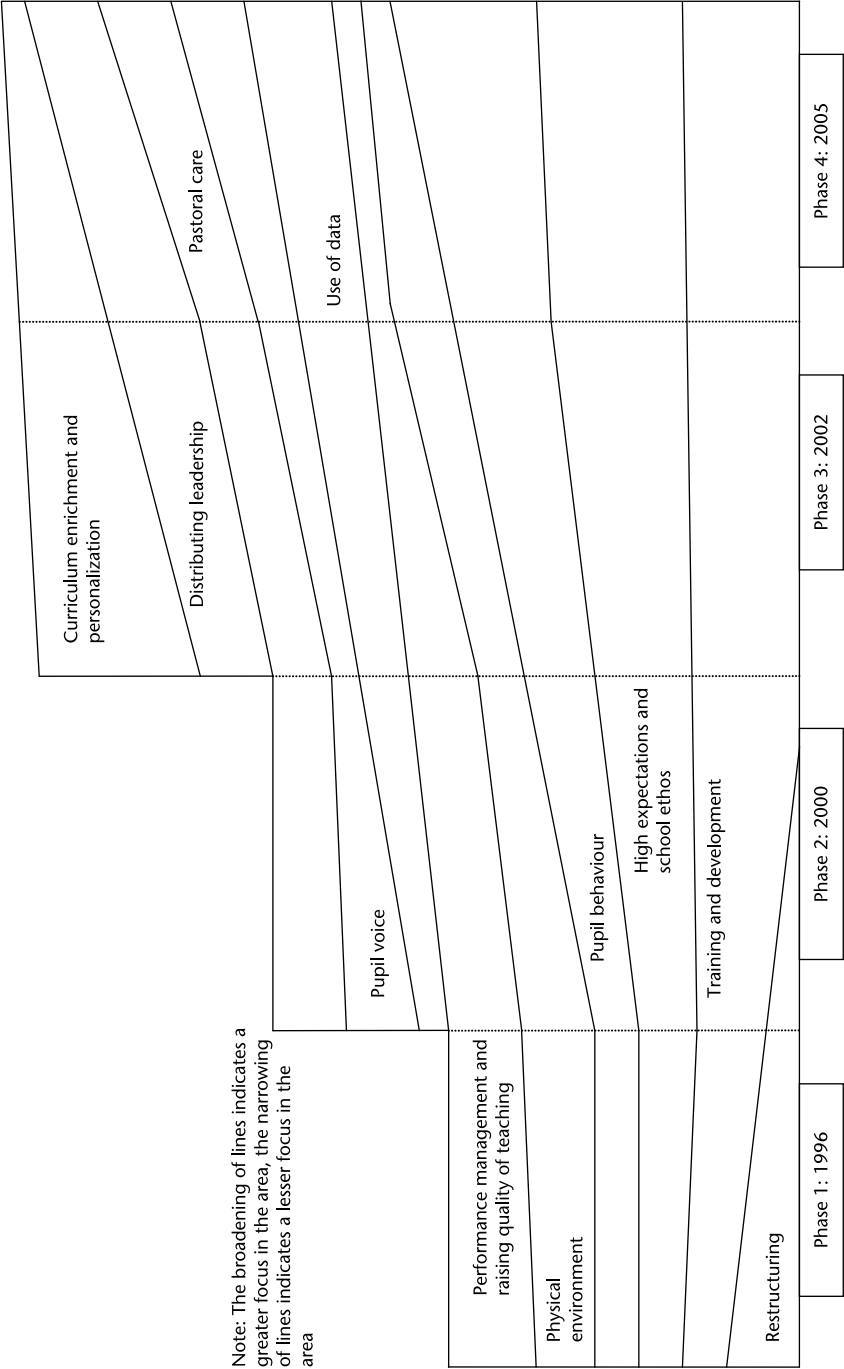 Note: The broadening of lines indicates a
greater focus in the area, the narrowing
of lines indicates a lesser focus in the
area
Curriculum enrichment and
personalization
Distributing leadership
Pastoral care
Pupil voice
Use of data
Performance management and
raising quality of teaching
Physical
environment
Pupil behaviour
High expectations and
school ethos
Training and development
Restructuring
Phase 1: 1996
Phase 2: 2000
Phase 3: 2002
Phase 4: 2005